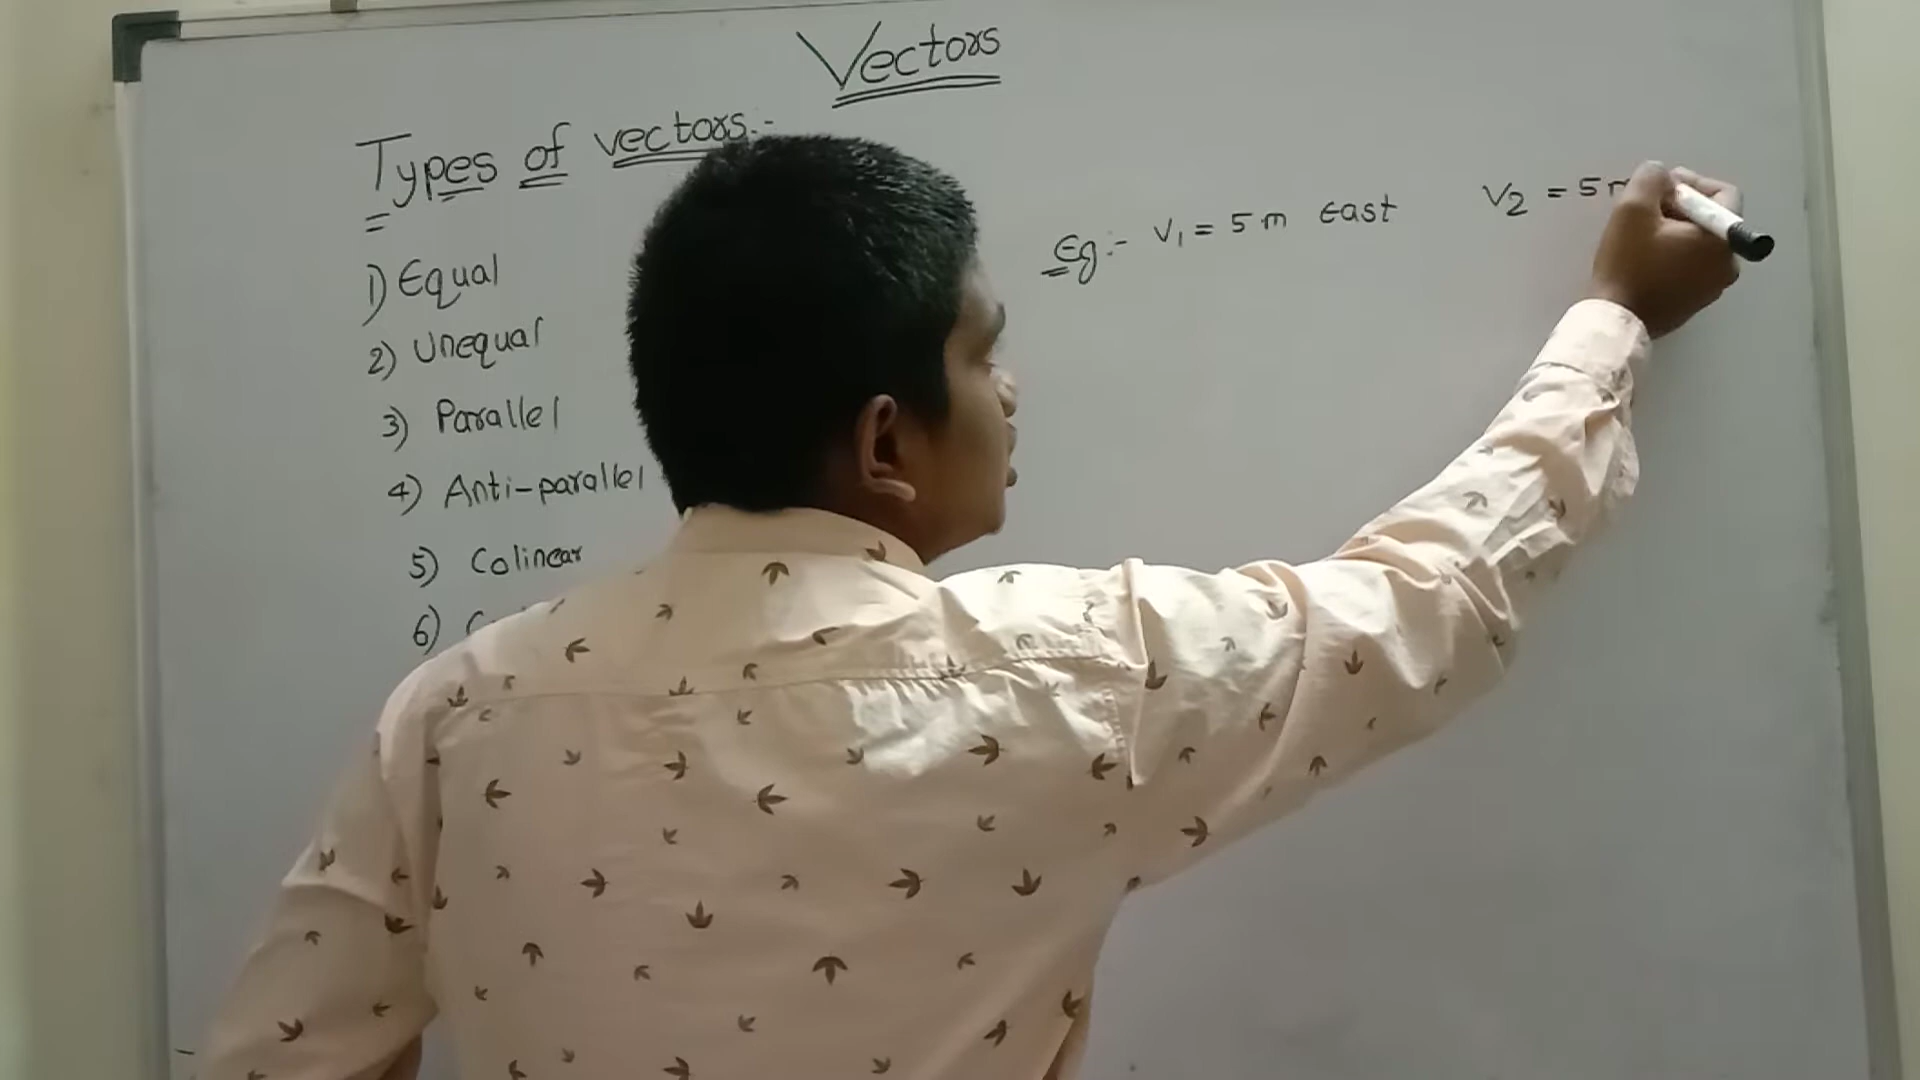 Vectors
Types of vectors:-
1) Equal
2) Unequal
3) Parallel
4) Anti-parallel
5) Colinear
6)
Eg:- V₁ = 5 m East V₂ = 5 m